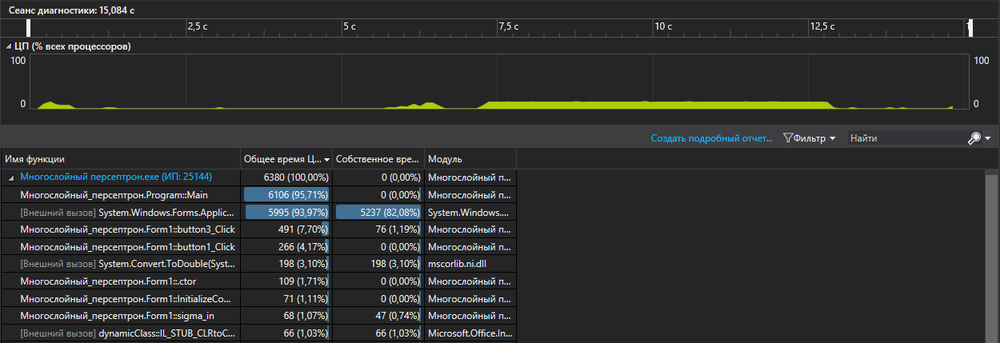 Сеанс диагностики: 15,084 с
2,5 с 5 с 7,5 с 10 с 12,5 с 1
ЦП (% всех процессоров)
100 100
0 0
Создать подробный отчет... Фильтр Найти
Имя функции Общее время Ц... Собственное вре... Модуль
Многослойный персептрон.exe (ИП: 25144) 6380 (100,00%) 0 (0,00%) Многослойный п...
Многослойный_персептрон.Program::Main 6106 (95,71%) 0 (0,00%) Многослойный п...
[Внешний вызов] System.Windows.Forms.Applic... 5995 (93,97%) 5237 (82,08%) System.Windows....
Многослойный_персептрон.Form1::button3_Click 491 (7,70%) 76 (1,19%) Многослойный п...
Многослойный_персептрон.Form1::button1_Click 266 (4,17%) 0 (0,00%) Многослойный п...
[Внешний вызов] System.Convert.ToDouble(Syst... 198 (3,10%) 198 (3,10%) mscorlib.ni.dll
Многослойный_персептрон.Form1::.ctor 109 (1,71%) 0 (0,00%) Многослойный п...
Многослойный_персептрон.Form1::InitializeCo... 71 (1,11%) 0 (0,00%) Многослойный п...
Многослойный_персептрон.Form1::sigma_in 68 (1,07%) 47 (0,74%) Многослойный п...
[Внешний вызов] dynamicClass::IL_STUB_CLRtoC... 66 (1,03%) 66 (1,03%) Microsoft.Office.In...